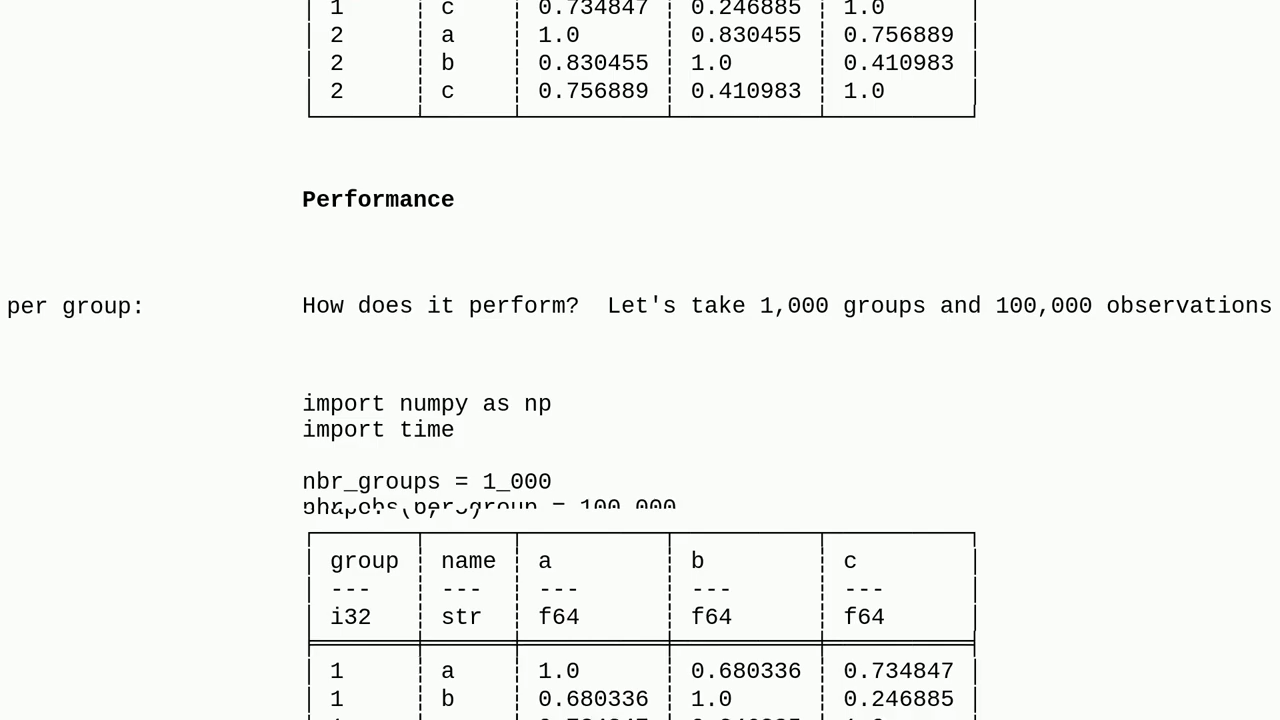 1 c 0.734847 0.246885 1.0
2 a 1.0 0.830455 0.756889
2 b 0.830455 1.0 0.410983
2 c 0.756889 0.410983 1.0
Performance
per group: How does it perform?  Let's take 1,000 groups and 100,000 observations
import numpy as np
import time
nbr_groups = 1_000
group name a b c
--- --- --- --- ---
i32 str f64 f64 f64
1 a 1.0 0.680336 0.734847
1 b 0.680336 1.0 0.246885